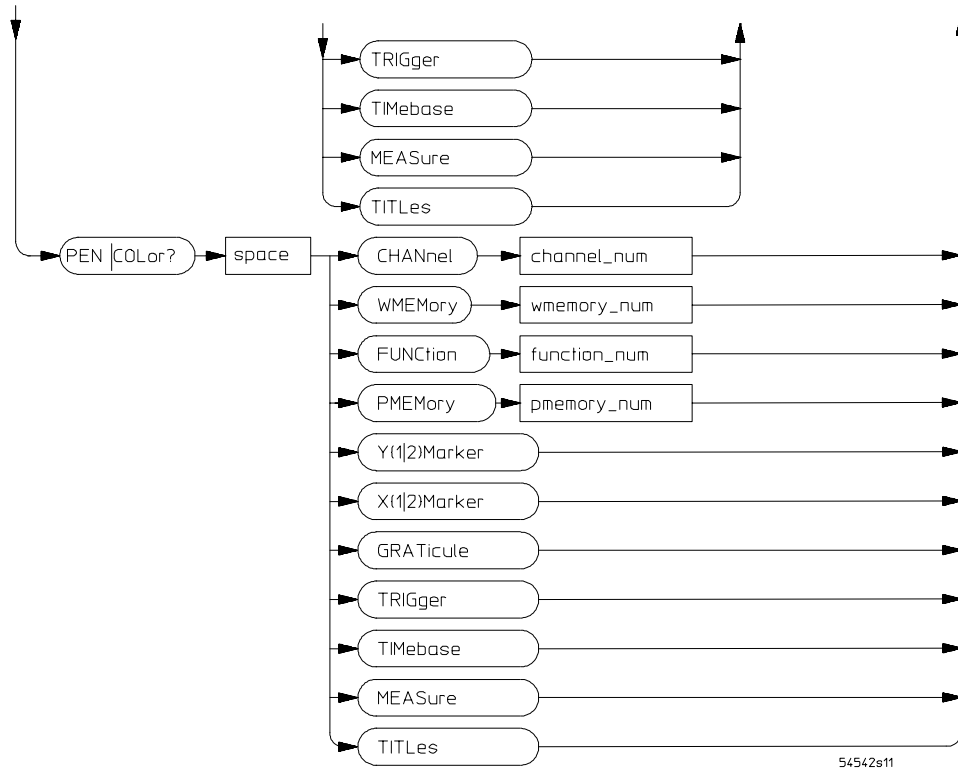 TRIGger
TIMebase
MEASure
TITLes
PEN |COLor? space CHANnel channel_num
WMEMory wmemory_num
FUNCtion function_num
PMEMory pmemory_num
Y(1|2)Marker
X(1|2)Marker
GRATicule
TRIGger
TIMebase
MEASure
TITLes
54542s11